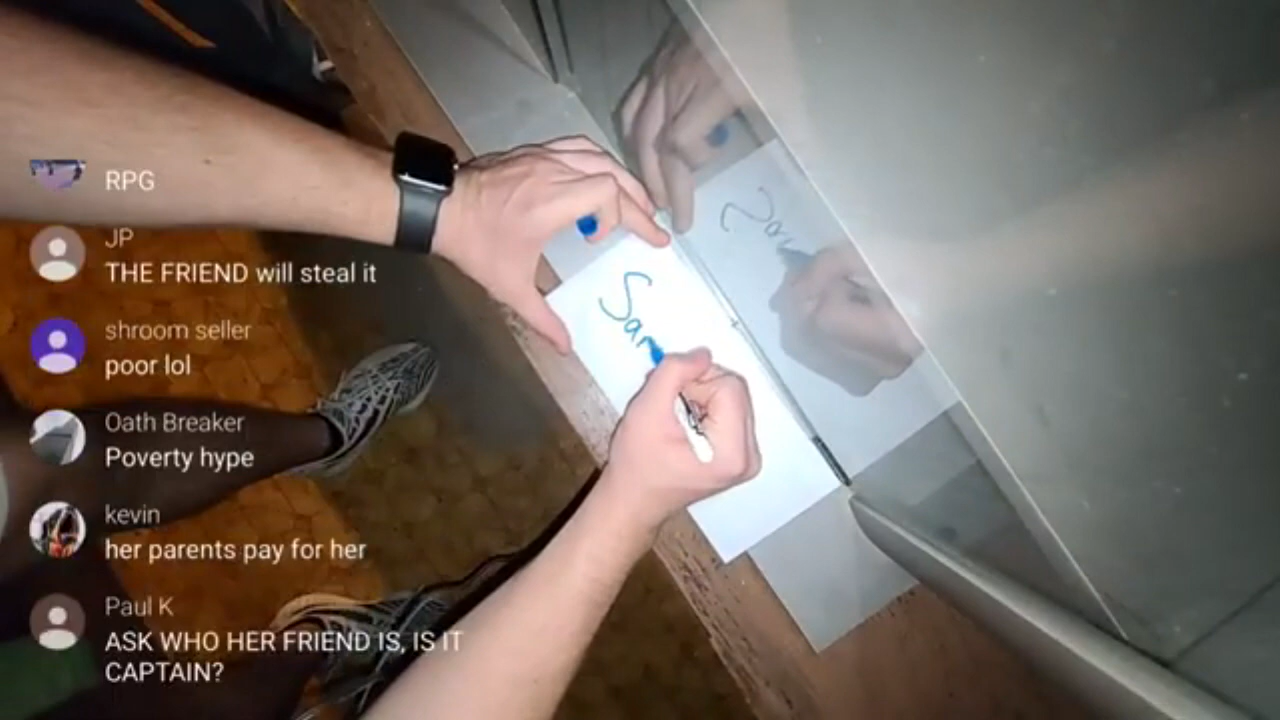 RPG
JP
THE FRIEND will steal it
shroom seller
poor lol
Oath Breaker
Poverty hype
kevin
her parents pay for her
Paul K
ASK WHO HER FRIEND IS, IS IT
CAPTAIN?
San